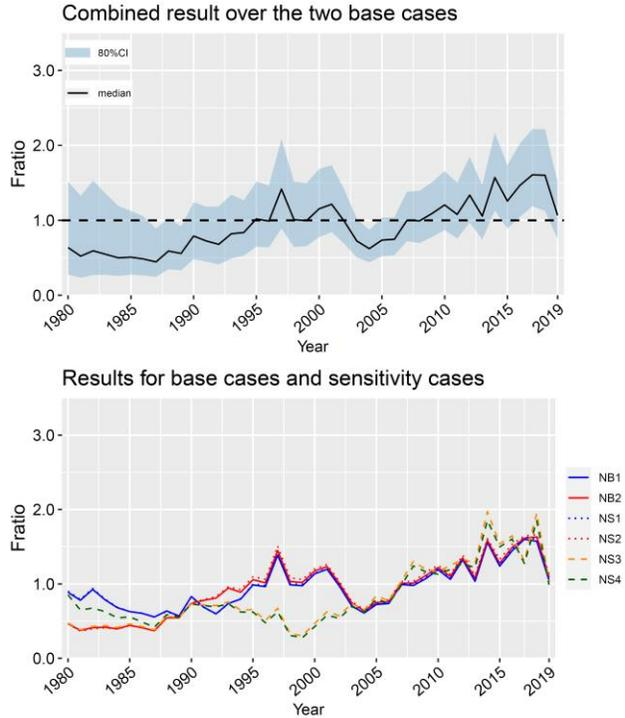 Combined result over the two base cases
80%CI
median
3.0
2.0
1.0
0.0
Fratio
1980
1985
1990
1995
2000
2005
2010
2015
2019
Year
Results for base cases and sensitivity cases
3.0
2.0
1.0
0.0
Fratio
1980
1985
1990
1995
2000
2005
2010
2015
2019
Year
NB1
NB2
NS1
NS2
NS3
NS4